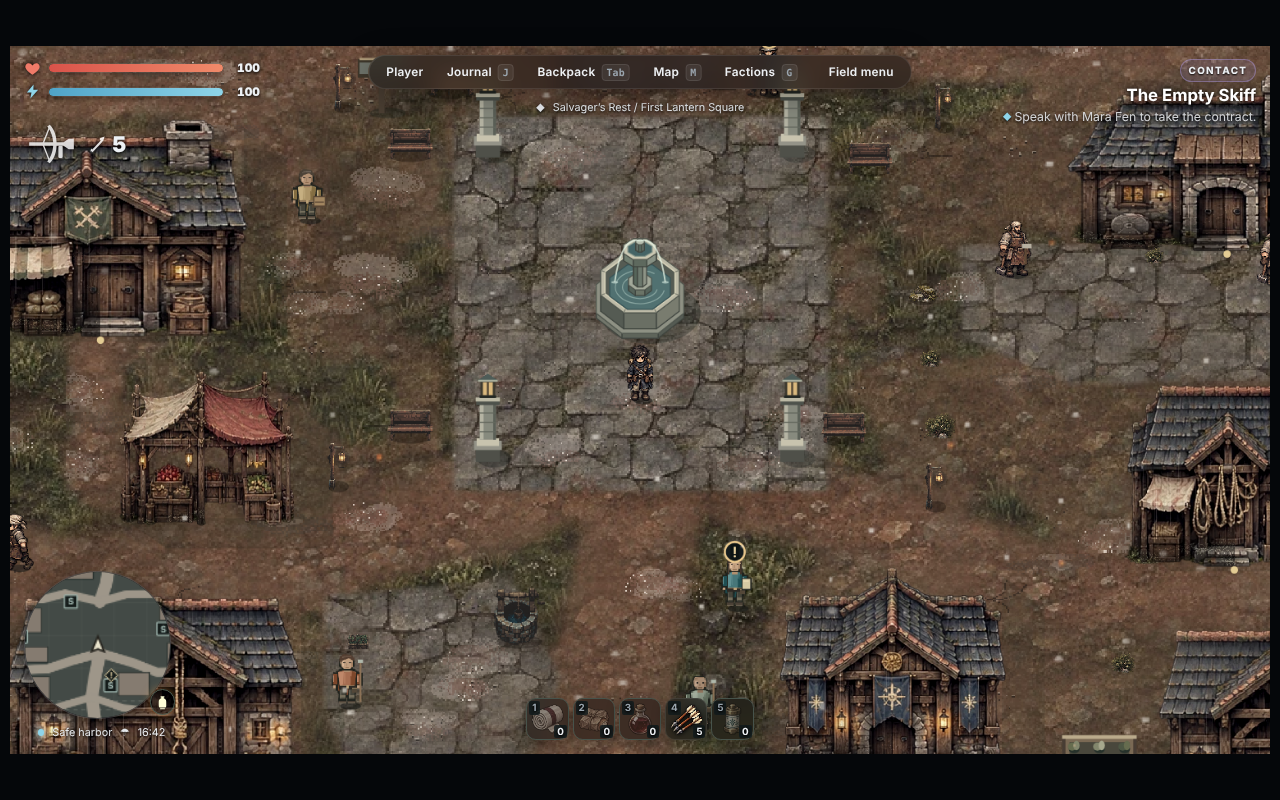 100
100
5
Player
Journal J
Backpack Tab
Map M
Factions G
Field menu
Salvager's Rest / First Lantern Square
CONTACT
The Empty Skiff
Speak with Mara Fen to take the contract.
!
S
S
S
Safe harbor 16:42
1 0
2 0
3 0
4 5
5 0